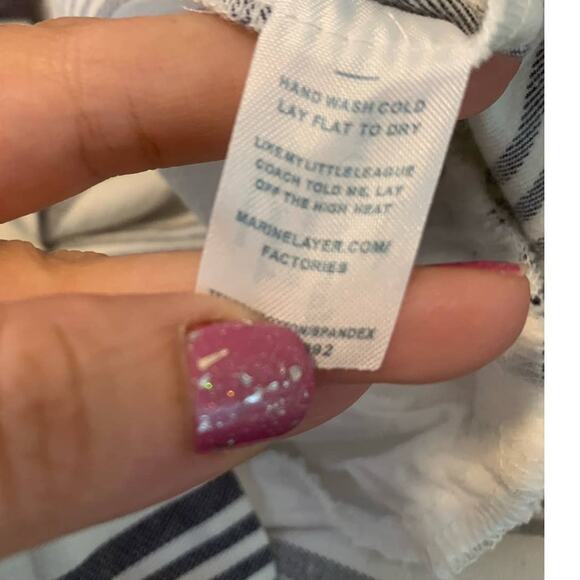 HAND WASH COLD
LAY FLAT TO DRY
LIKE MY LITTLE LEAGUE
COACH TOLD ME, LAY
OFF THE HIGH HEAT.
MARINELAYER.COM/
FACTORIES
/SPANDEX